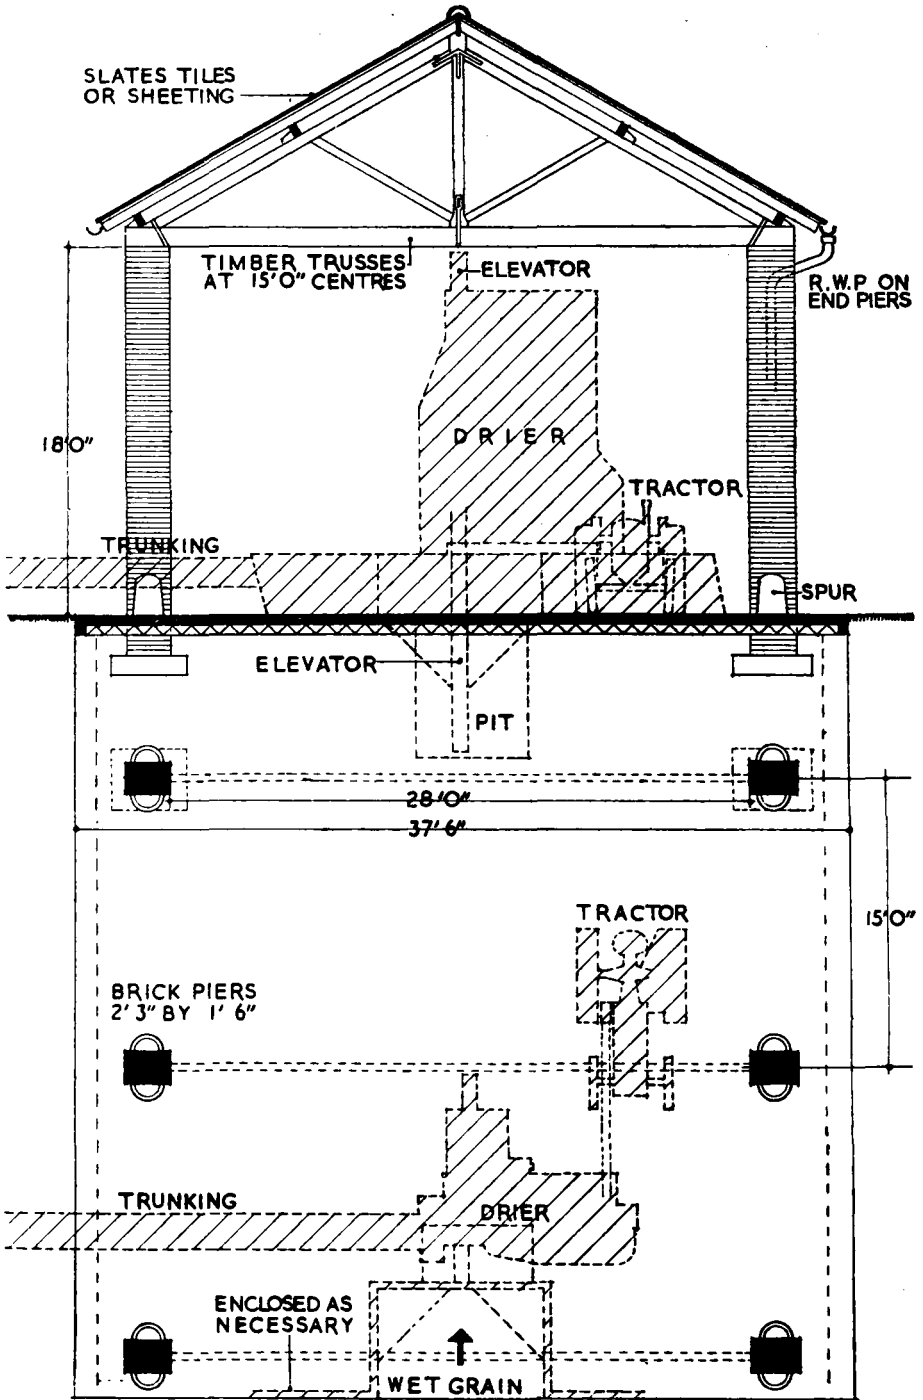 SLATES TILES
OR SHEETING
TIMBER TRUSSES
AT 15'0" CENTRES
ELEVATOR
R.W.P ON
END PIERS
18'0"
DRIER
TRACTOR
TRUNKING
SPUR
ELEVATOR
PIT
28'0"
37'6"
TRACTOR
15'0"
BRICK PIERS
2'3" BY 1'6"
TRUNKING
DRIER
ENCLOSED AS
NECESSARY
WET GRAIN